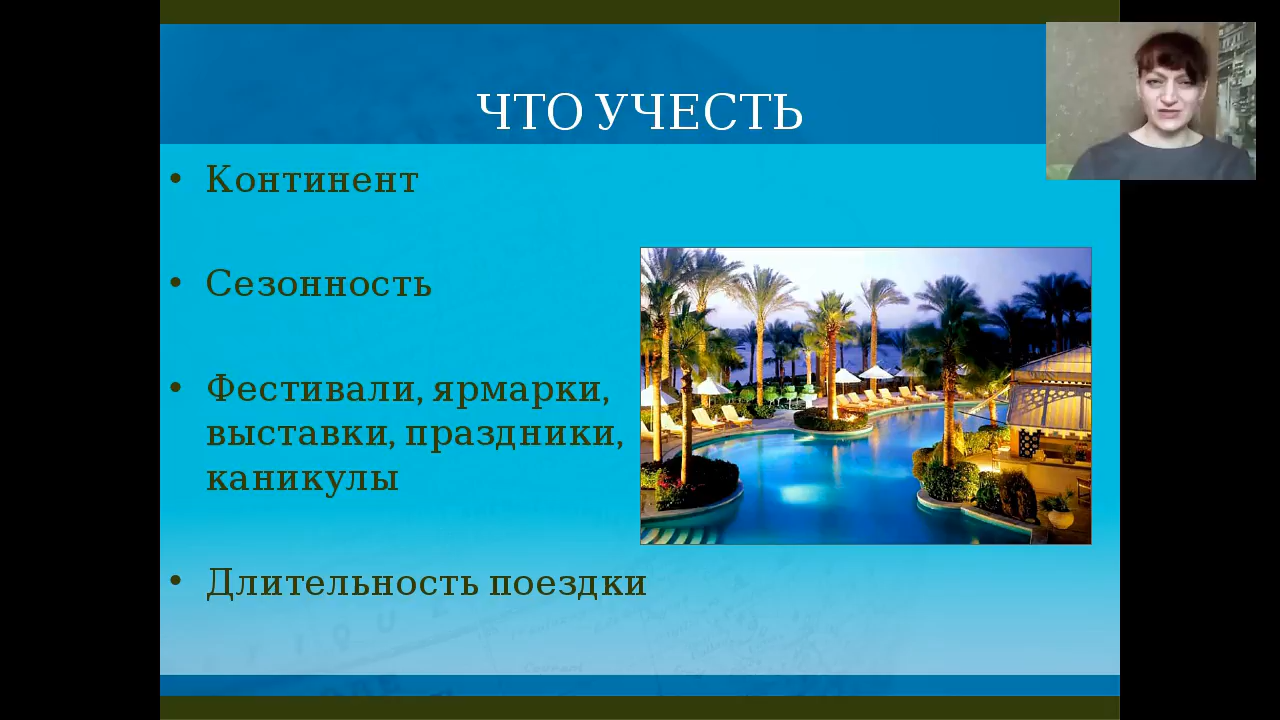 ЧТО УЧЕСТЬ
• Континент
• Сезонность
• Фестивали, ярмарки,
выставки, праздники,
каникулы
• Длительность поездки